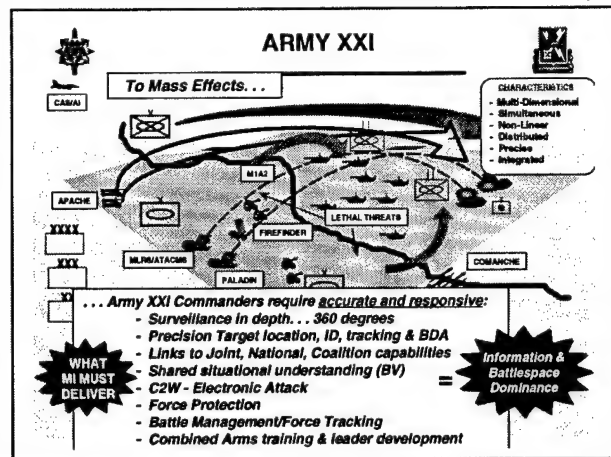 ARMY XXI
To Mass Effects. . .
CAS/AI
CHARACTERISTICS
- Multi-Dimensional
- Simultaneous
- Non-Linear
- Distributed
- Precise
- Integrated
M1A2
APACHE
LETHAL THREATS
G
FIREFINDER
XXXX
MLRS/ATACMS
COMANCHE
XXX
PALADIN
. . . Army XXI Commanders require accurate and responsive:
- Surveillance in depth. . . 360 degrees
- Precision Target location, ID, tracking & BDA
- Links to Joint, National, Coalition capabilities
- Shared situational understanding (BV)
- C2W - Electronic Attack
- Force Protection
- Battle Management/Force Tracking
- Combined Arms training & leader development
WHAT
MI MUST
DELIVER
=
Information &
Battlespace
Dominance